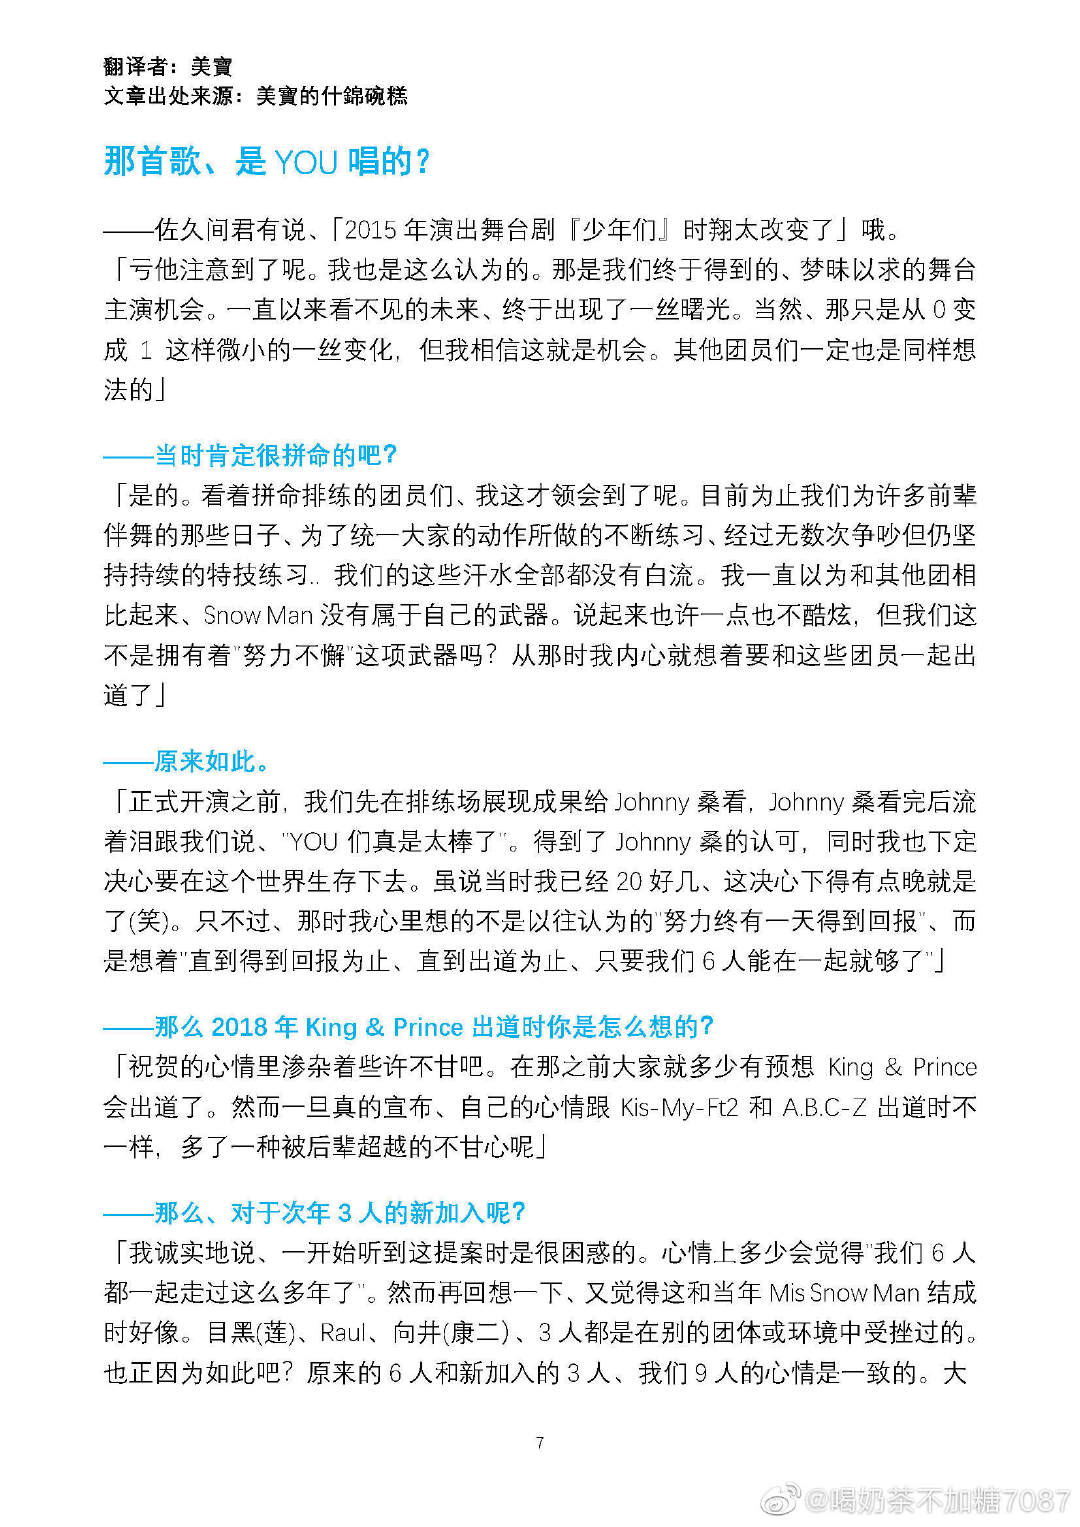 翻译者：美寶
文章出处来源：美寶的什錦碗糕
那首歌、是 YOU 唱的？
——佐久间君有说、「2015 年演出舞台剧『少年们』时翔太改变了」哦。
「亏他注意到了呢。我也是这么认为的。那是我们终于得到的、梦昧以求的舞台
主演机会。一直以来看不见的未来、终于出现了一丝曙光。当然、那只是从 0 变
成 1 这样微小的一丝变化，但我相信这就是机会。其他团员们一定也是同样想
法的」
——当时肯定很拼命的吧？
「是的。看着拼命排练的团员们、我这才领会到了呢。目前为止我们为许多前辈
伴舞的那些日子、为了统一大家的动作所做的不断练习、经过无数次争吵但仍坚
持持续的特技练习.. 我们的这些汗水全部都没有白流。我一直以为和其他团相
比起来、Snow Man 没有属于自己的武器。说起来也许一点也不酷炫，但我们这
不是拥有着"努力不懈"这项武器吗？从那时我内心就想着要和这些团员一起出
道了」
——原来如此。
「正式开演之前，我们先在排练场展现成果给 Johnny 桑看，Johnny 桑看完后流
着泪跟我们说、"YOU 们真是太棒了"。得到了 Johnny 桑的认可，同时我也下定
决心要在这个世界生存下去。虽说当时我已经 20 好几、这决心下得有点晚就是
了(笑)。只不过、那时我心里想的不是以往认为的"努力终有一天得到回报"、而
是想着"直到得到回报为止、直到出道为止、只要我们 6 人能在一起就够了"」
——那么 2018 年 King & Prince 出道时你是怎么想的？
「祝贺的心情里渗杂着些许不甘吧。在那之前大家就多少有预想 King & Prince
会出道了。然而一旦真的宣布、自己的心情跟 Kis-My-Ft2 和 A.B.C-Z 出道时不
一样，多了一种被后辈超越的不甘心呢」
——那么、对于次年 3 人的新加入呢？
「我诚实地说、一开始听到这提案时是很困惑的。心情上多少会觉得"我们 6 人
都一起走过这么多年了"。然而再回想一下、又觉得这和当年 Mis Snow Man 结成
时好像。目黑(莲)、Raul、向井(康二)、3 人都是在别的团体或环境中受挫过的。
也正因为如此吧？原来的 6 人和新加入的 3 人、我们 9 人的心情是一致的。大
7
@喝奶茶不加糖7087